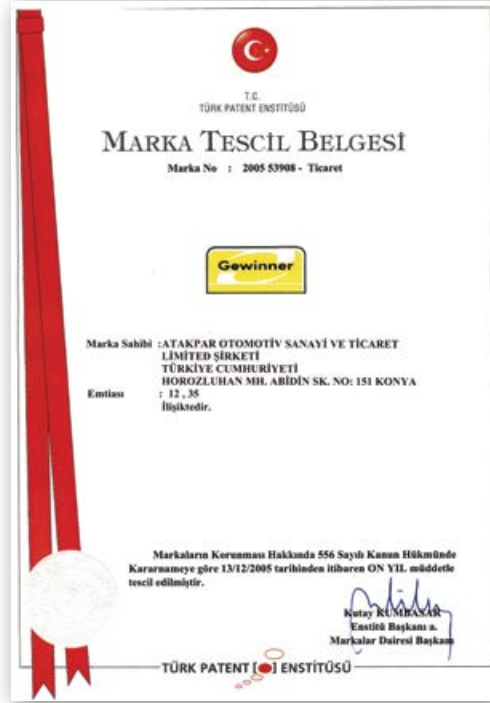 T.C.
TÜRK PATENT ENSTİTÜSÜ
MARKA TESCİL BELGESİ
Marka No : 2005 53908 - Ticaret
Gewinner
Marka Sahibi :ATAKPAR OTOMOTİV SANAYİ VE TİCARET
LİMİTED ŞİRKETİ
TÜRKİYE CUMHURİYETİ
HOROZLUHAN MH. ABİDİN SK. NO: 151 KONYA
Emtiası : 12 , 35
İlişiktedir.
Markaların Korunması Hakkında 556 Sayılı Kanun Hükmünde
Kararnameye göre 13/12/2005 tarihinden itibaren ON YIL müddetle
tescil edilmiştir.
Kutay KUMBASAR
Enstitü Başkanı a.
Markalar Dairesi Başkanı
TÜRK PATENT [ ] ENSTİTÜSÜ